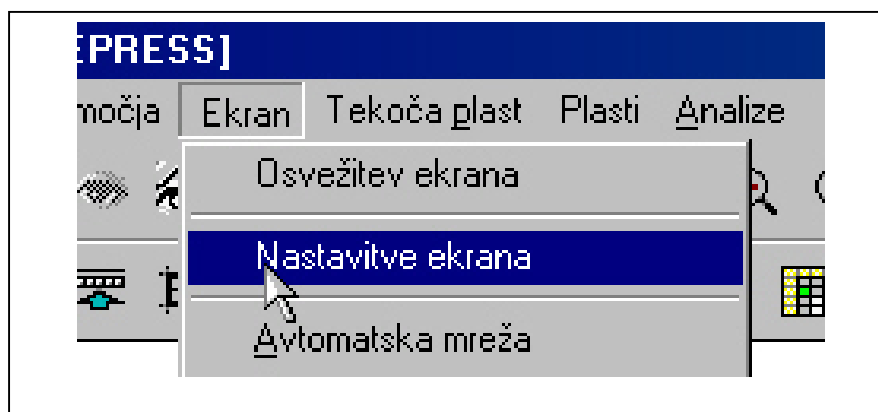 EPRESS]
močja Ekran Tekoča plast Plasti Analize
Osvežitev ekrana
Nastavitve ekrana
Avtomatska mreža